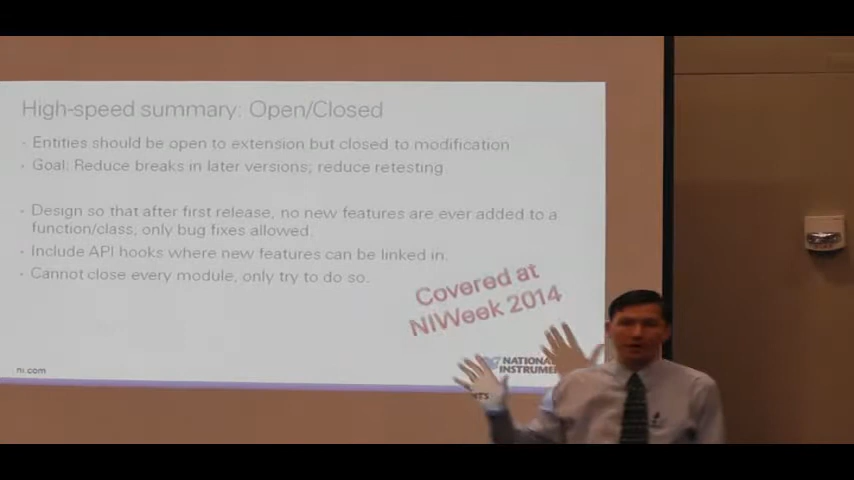 High-speed summary: Open/Closed
- Entities should be open to extension but closed to modification
- Goal: Reduce breaks in later versions; reduce retesting
- Design so that after first release, no new features are ever added to a
function/class, only bug fixes allowed.
- Include API hooks where new features can be linked in.
- Cannot close every module, only try to do so.
Covered at
NIWeek 2014
ni.com
NATIONAL
INSTRUMENTS